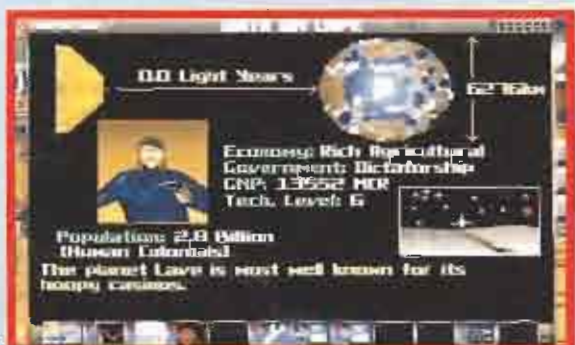 0.0 Light Years
6276km
Economy: Rich Agricultural
Government: Dictatorship
GNP: 13552 MCR
Tech. Level: 6
Population: 2.8 Billion
(Human Colonials)
The planet Lave is most well known for its
hoopy casinos.